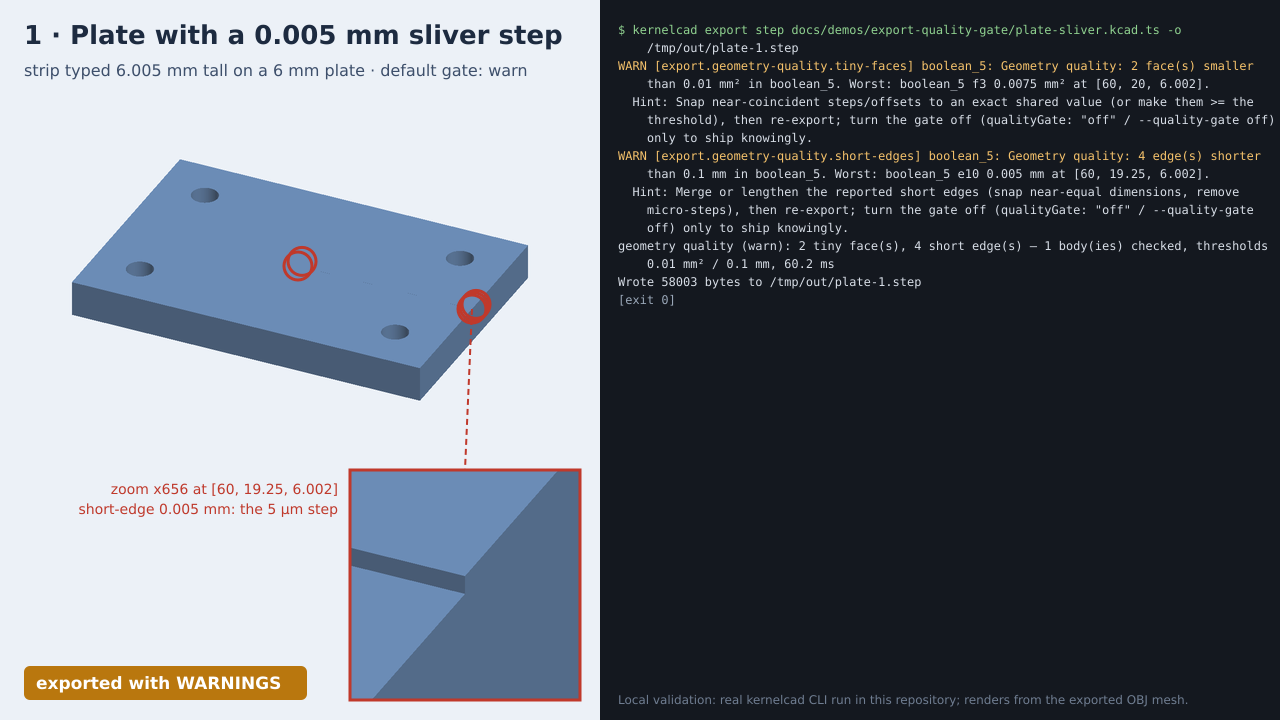 1 · Plate with a 0.005 mm sliver step
strip typed 6.005 mm tall on a 6 mm plate · default gate: warn
zoom x656 at [60, 19.25, 6.002]
short-edge 0.005 mm: the 5 µm step
exported with WARNINGS
$ kernelcad export step docs/demos/export-quality-gate/plate-sliver.kcad.ts -o
/tmp/out/plate-1.step
WARN [export.geometry-quality.tiny-faces] boolean_5: Geometry quality: 2 face(s) smaller
than 0.01 mm² in boolean_5. Worst: boolean_5 f3 0.0075 mm² at [60, 20, 6.002].
Hint: Snap near-coincident steps/offsets to an exact shared value (or make them >= the
threshold), then re-export; turn the gate off (qualityGate: "off" / --quality-gate off)
only to ship knowingly.
WARN [export.geometry-quality.short-edges] boolean_5: Geometry quality: 4 edge(s) shorter
than 0.1 mm in boolean_5. Worst: boolean_5 e10 0.005 mm at [60, 19.25, 6.002].
Hint: Merge or lengthen the reported short edges (snap near-equal dimensions, remove
micro-steps), then re-export; turn the gate off (qualityGate: "off" / --quality-gate
off) only to ship knowingly.
geometry quality (warn): 2 tiny face(s), 4 short edge(s) — 1 body(ies) checked, thresholds
0.01 mm² / 0.1 mm, 60.2 ms
Wrote 58003 bytes to /tmp/out/plate-1.step
[exit 0]
Local validation: real kernelcad CLI run in this repository; renders from the exported OBJ mesh.